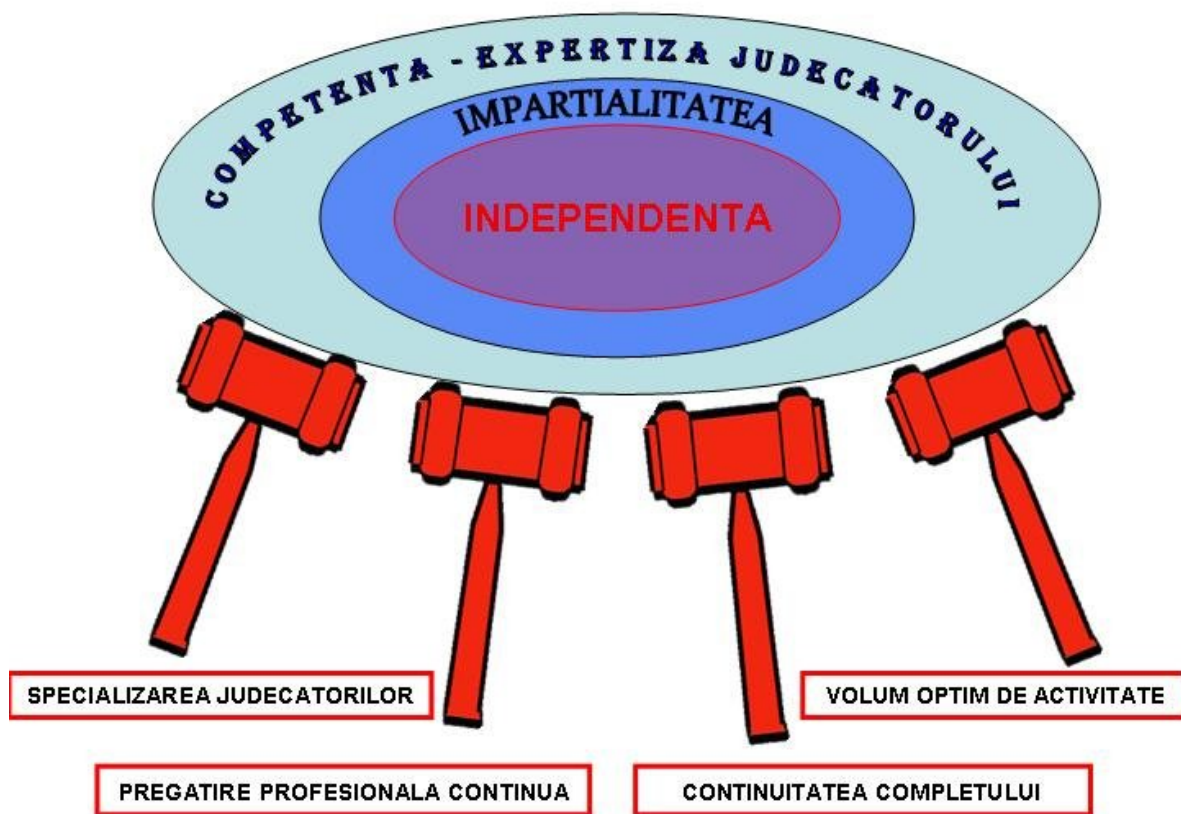 COMPETENTA - EXPERTIZA JUDECATORULUI
IMPARTIALITATEA
INDEPENDENTA
SPECIALIZAREA JUDECATORILOR
VOLUM OPTIM DE ACTIVITATE
PREGATIRE PROFESIONALA CONTINUA
CONTINUITATEA COMPLETULUI